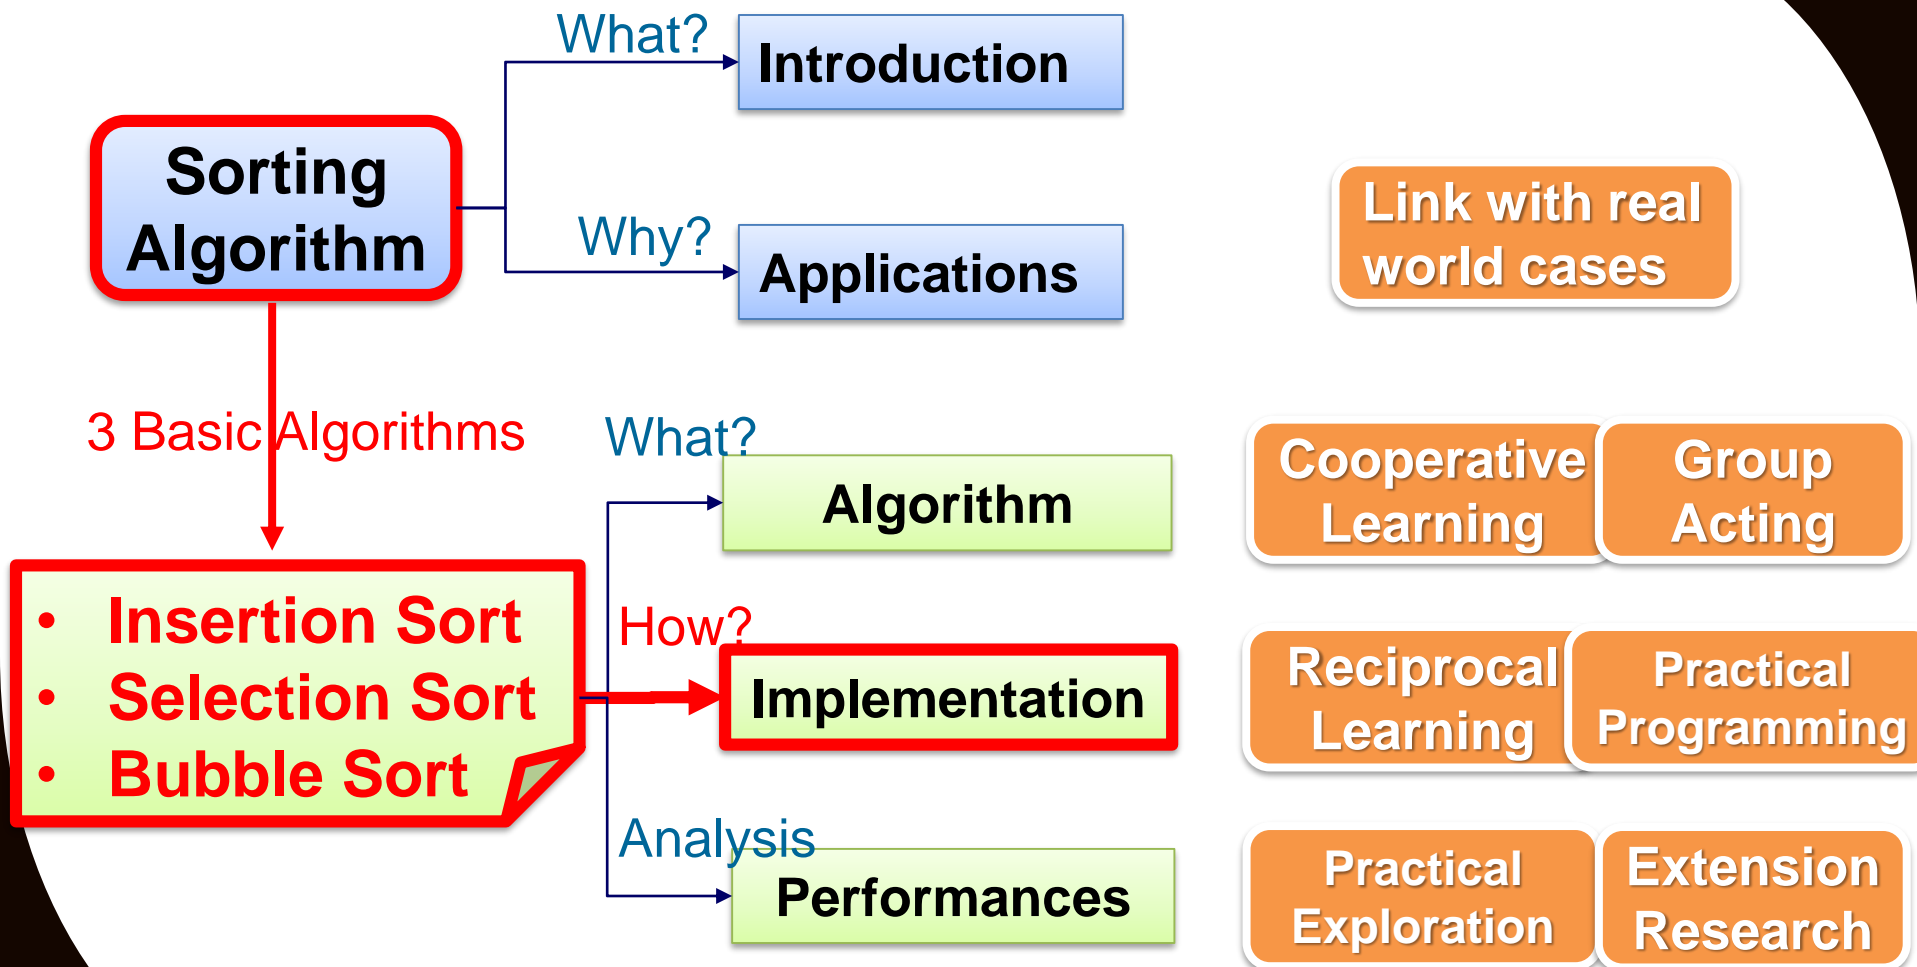 What?
Introduction
Sorting
Algorithm
Why?
Applications
Link with real
world cases
3 Basic Algorithms
What?
Algorithm
Cooperative
Learning
Group
Acting
• Insertion Sort
• Selection Sort
• Bubble Sort
How?
Implementation
Reciprocal
Learning
Practical
Programming
Analysis
Performances
Practical
Exploration
Extension
Research